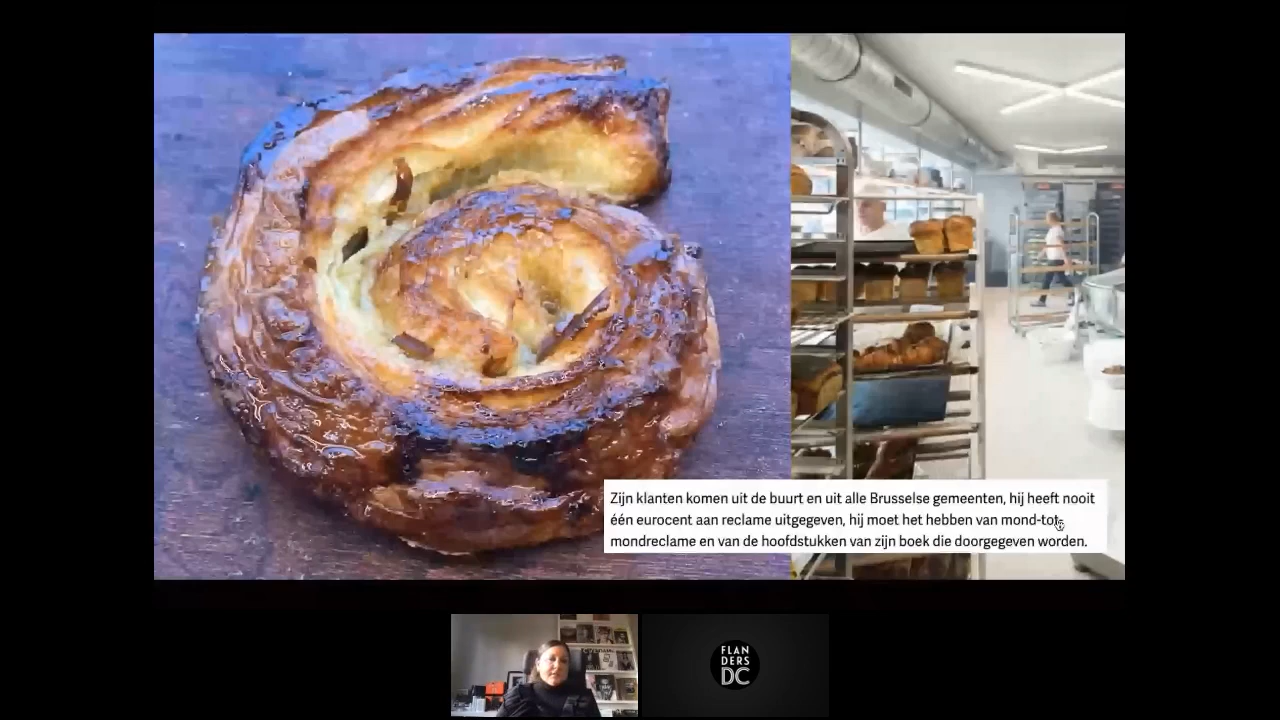 Zijn klanten komen uit de buurt en uit alle Brusselse gemeenten, hij heeft nooit
één eurocent aan reclame uitgegeven, hij moet het hebben van mond-tot-
mondreclame en van de hoofdstukken van zijn boek die doorgegeven worden.
FLAN
DERS
DC